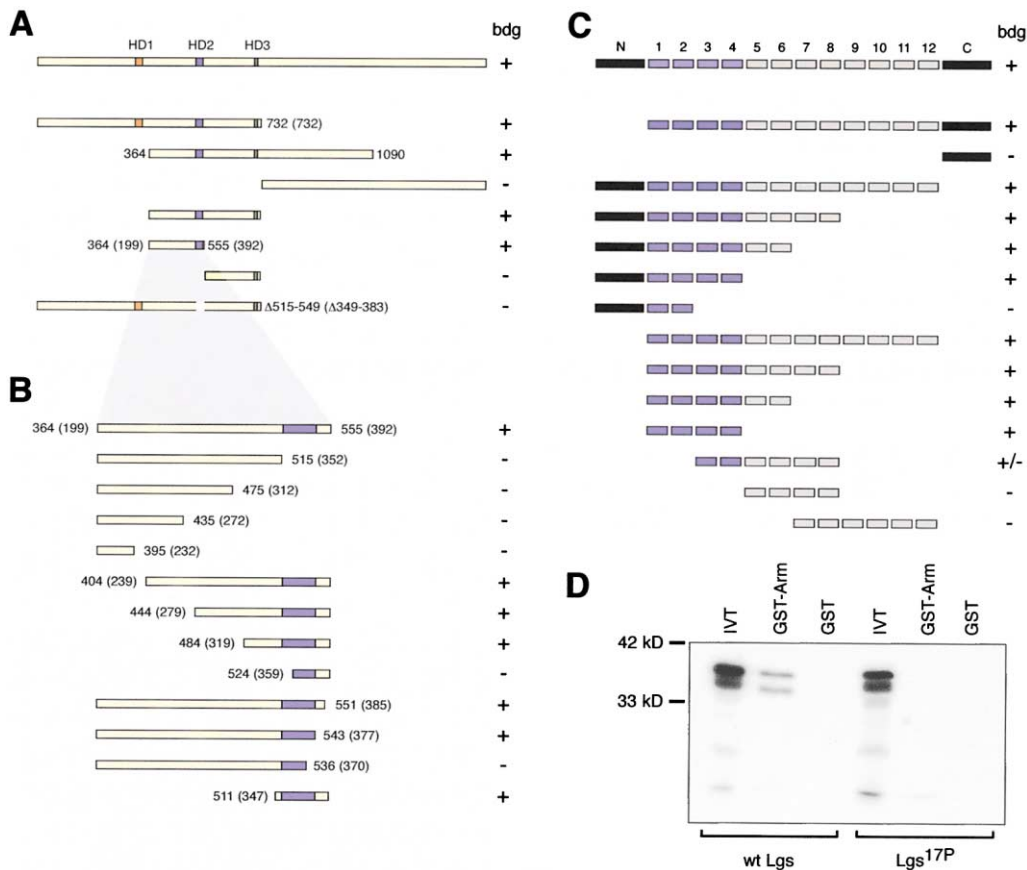 A
bdg
HD1 HD2 HD3
+
732 (732) +
364 1090 +
-
+
364 (199) 555 (392) +
-
Δ515-549 (Δ349-383) -
B
364 (199) 555 (392) +
515 (352) -
475 (312) -
435 (272) -
395 (232) -
404 (239) +
444 (279) +
484 (319) +
524 (359) -
551 (385) +
543 (377) +
536 (370) -
511 (347) +
C
bdg
N 1 2 3 4 5 6 7 8 9 10 11 12 C
+
+
-
+
+
+
+
-
+
+
+
+
+/-
-
-
D
IVT GST-Arm GST IVT GST-Arm GST
42 kD
33 kD
wt Lgs Lgs17P